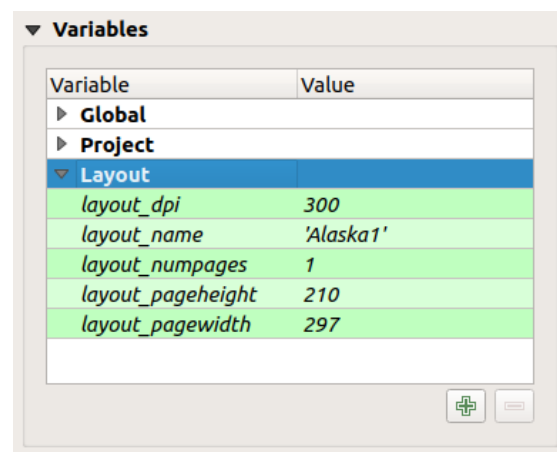 Variables
Variable Value
Global
Project
Layout
layout_dpi 300
layout_name 'Alaska1'
layout_numpages 1
layout_pageheight 210
layout_pagewidth 297